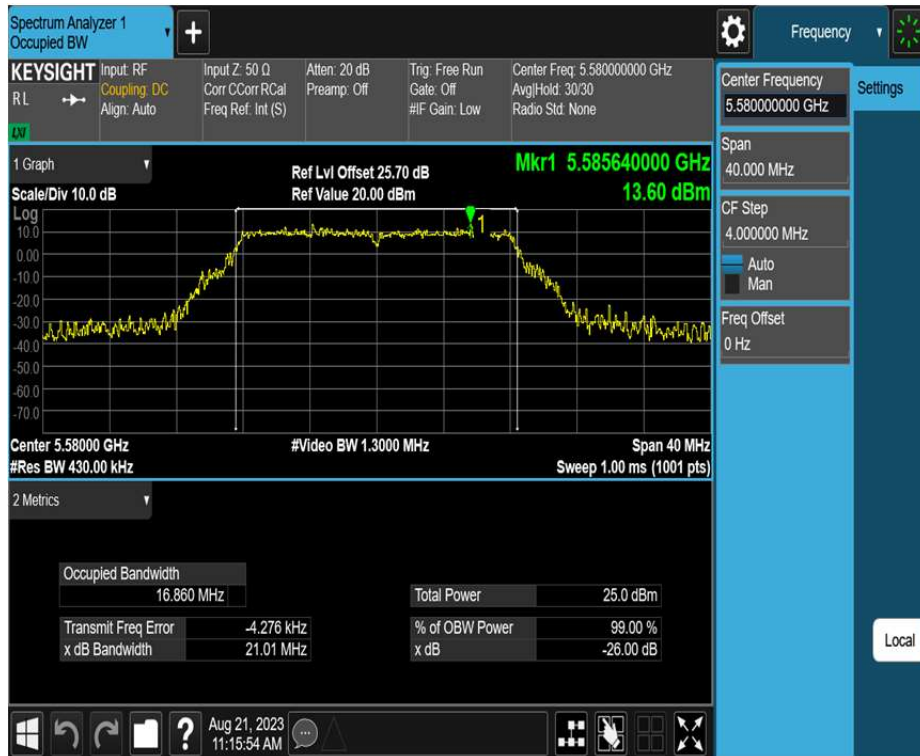 Spectrum Analyzer 1
Occupied BW
+
Frequency
KEYSIGHT
R L
LXI
Input: RF
Coupling: DC
Align: Auto
Input Z: 50 Ω
Corr CCorr RCal
Freq Ref: Int (S)
Atten: 20 dB
Preamp: Off
Trig: Free Run
Gate: Off
#IF Gain: Low
Center Freq: 5.580000000 GHz
Avg|Hold: 30/30
Radio Std: None
Center Frequency
5.580000000 GHz
Settings
Span
40.000 MHz
CF Step
4.000000 MHz
Auto
Man
Freq Offset
0 Hz
Local
1 Graph
Scale/Div 10.0 dB
Ref Lvl Offset 25.70 dB
Ref Value 20.00 dBm
Mkr1 5.585640000 GHz
13.60 dBm
Log
10.0
0.00
-10.0
-20.0
-30.0
-40.0
-50.0
-60.0
-70.0
1
Center 5.58000 GHz
#Video BW 1.3000 MHz
Span 40 MHz
#Res BW 430.00 kHz
Sweep 1.00 ms (1001 pts)
2 Metrics
Occupied Bandwidth
16.860 MHz
Total Power 25.0 dBm
Transmit Freq Error -4.276 kHz
% of OBW Power 99.00 %
x dB Bandwidth 21.01 MHz
x dB -26.00 dB
?
Aug 21, 2023
11:15:54 AM